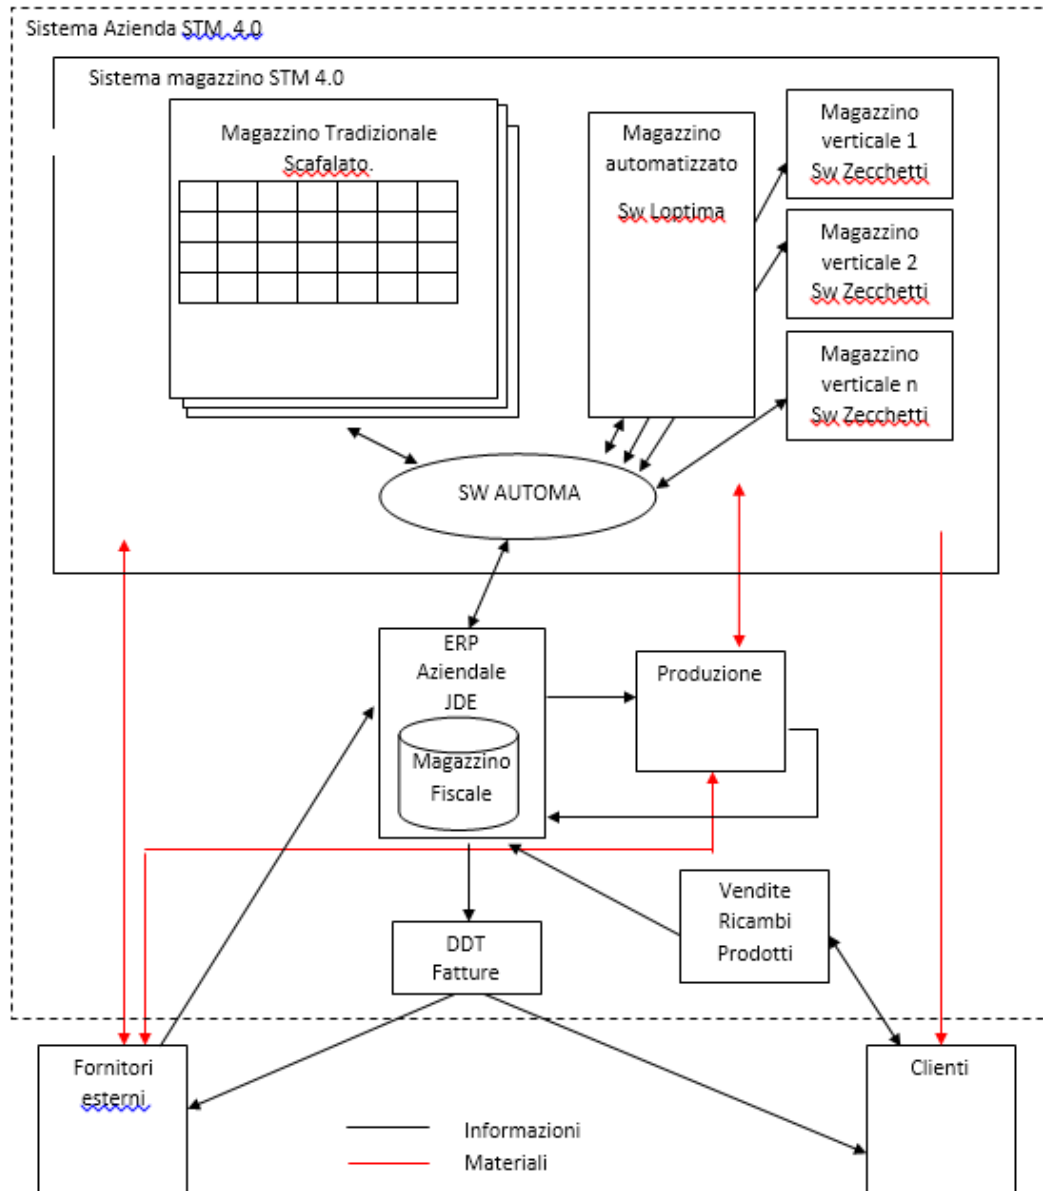 Sistema Azienda STM 4.0
Sistema magazzino STM 4.0
Magazzino Tradizionale
Scafalato.
Magazzino
automatizzato
Sw Loptima
Magazzino
verticale 1
Sw Zecchetti
Magazzino
verticale 2
Sw Zecchetti
Magazzino
verticale n
Sw Zecchetti
SW AUTOMA
ERP
Aziendale
JDE
Magazzino
Fiscale
Produzione
Vendite
Ricambi
Prodotti
DDT
Fatture
Fornitori
esterni
Clienti
Informazioni
Materiali